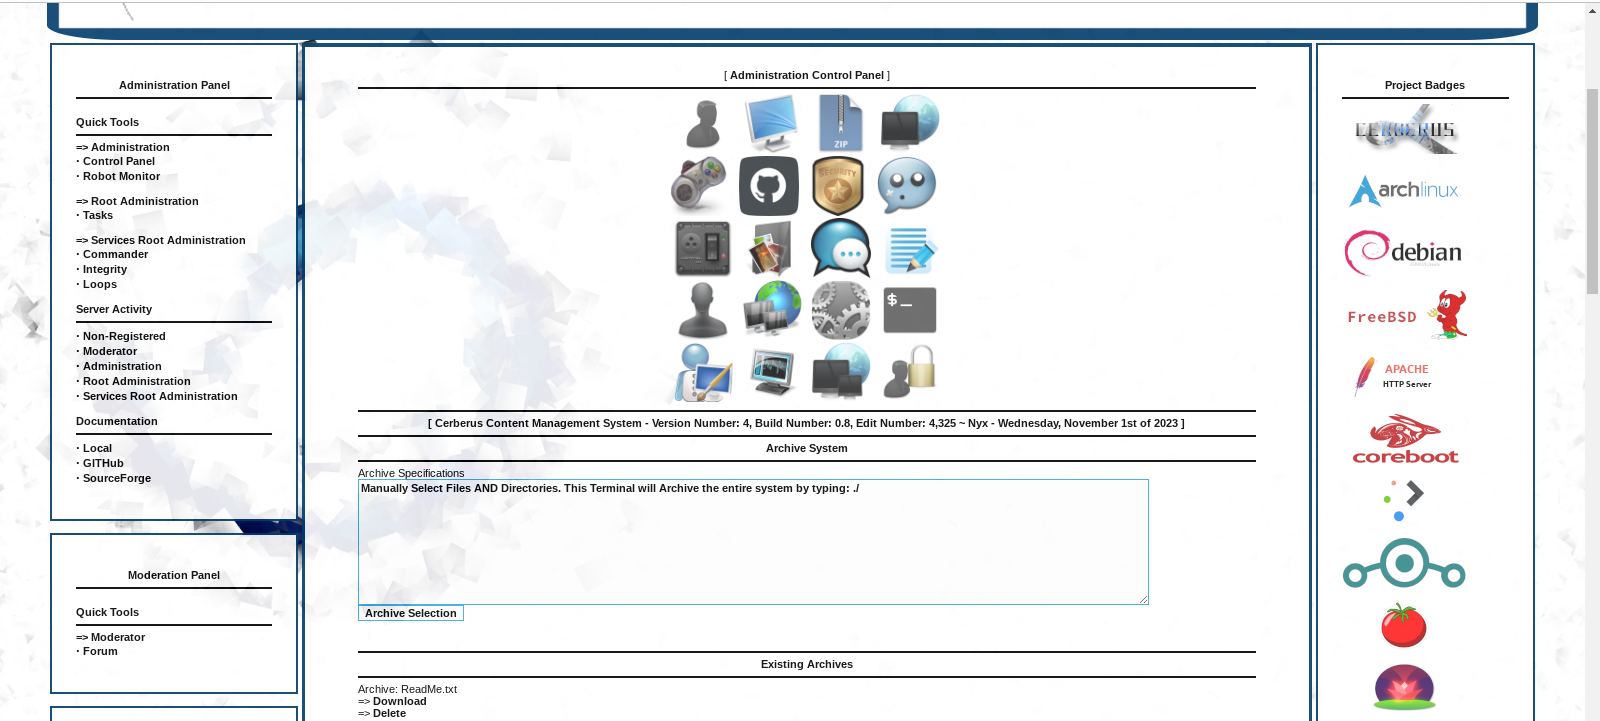 Administration Panel
Quick Tools
=> Administration
· Control Panel
· Robot Monitor
=> Root Administration
· Tasks
=> Services Root Administration
· Commander
· Integrity
· Loops
Server Activity
· Non-Registered
· Moderator
· Administration
· Root Administration
· Services Root Administration
Documentation
· Local
· GITHub
· SourceForge
Moderation Panel
Quick Tools
=> Moderator
· Forum
[ Administration Control Panel ]
ZIP
SECURITY
$ _
[ Cerberus Content Management System - Version Number: 4, Build Number: 0.8, Edit Number: 4,325 ~ Nyx - Wednesday, November 1st of 2023 ]
Archive System
Archive Specifications
Manually Select Files AND Directories. This Terminal will Archive the entire system by typing: ./
Archive Selection
Existing Archives
Archive: ReadMe.txt
=> Download
=> Delete
Project Badges
CERBERUS
archlinux
debian
FreeBSD
APACHE
HTTP Server
coreboot